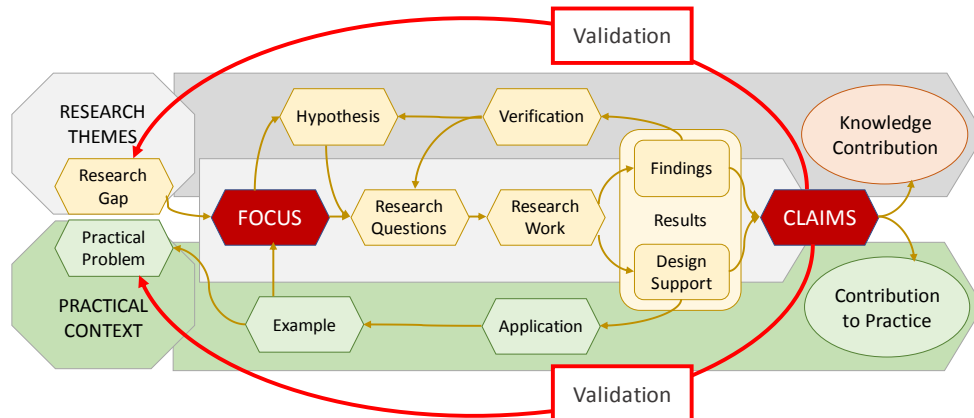 Validation
RESEARCH
THEMES
Hypothesis
Verification
Knowledge
Contribution
Research
Gap
Findings
FOCUS
Research
Questions
Research
Work
Results
CLAIMS
Practical
Problem
Design
Support
PRACTICAL
CONTEXT
Example
Application
Contribution
to Practice
Validation